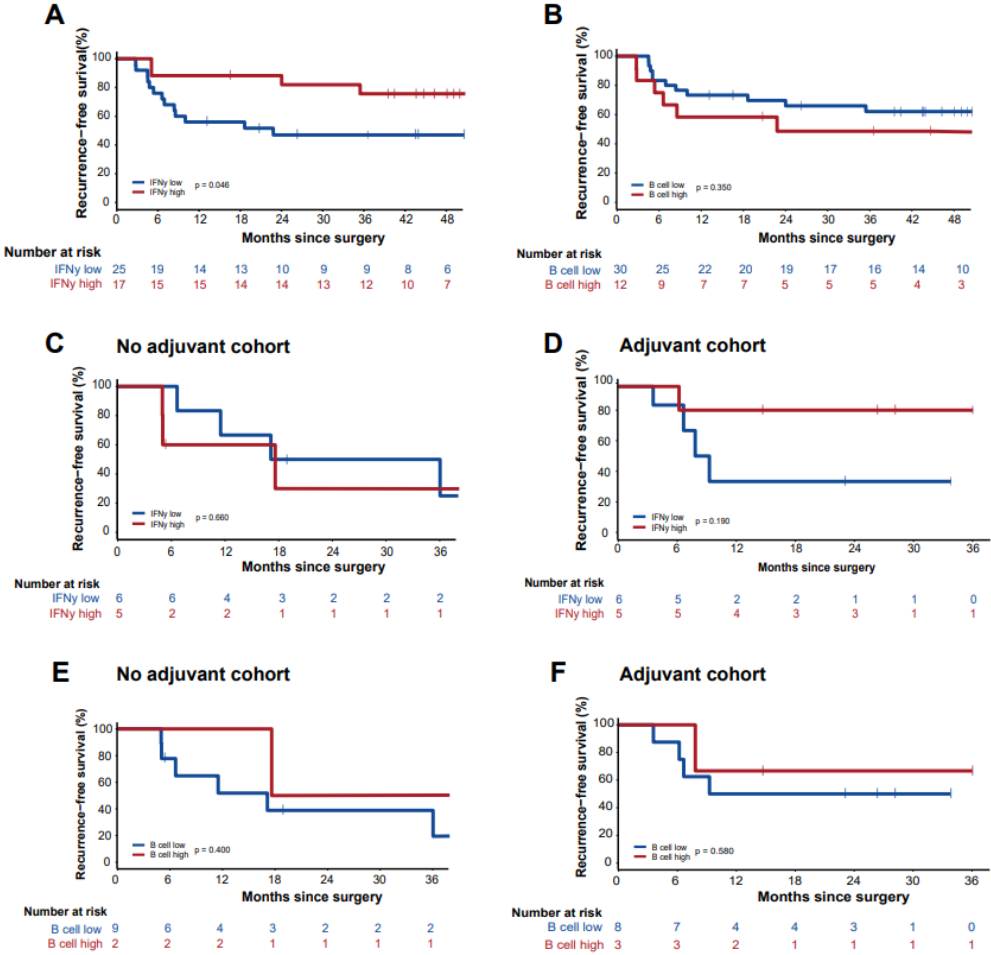 A
Recurrence−free surival(%)
100
80
60
40
20
0
IFNy low
IFNy high
p = 0.046
0 6 12 18 24 30 36 42 48
Months since surgery
Number at risk
IFNy low 25 19 14 13 10 9 9 8 6
IFNy high 17 15 15 14 14 13 12 10 7
B
Recurrence−free surival (%)
100
80
60
40
20
0
B cell low
B cell high
p = 0.350
0 6 12 18 24 30 36 42 48
Months since surgery
Number at risk
B cell low 30 25 22 20 19 17 16 14 10
B cell high 12 9 7 7 5 5 5 4 3
C No adjuvant cohort
Recurrence−free survival (%)
100
80
60
40
20
0
IFNy low
IFNy high
p = 0.660
0 6 12 18 24 30 36
Months since surgery
Number at risk
IFNy low 6 6 4 3 2 2 2
IFNy high 5 2 2 1 1 1 1
D Adjuvant cohort
Recurrence−free survival (%)
100
80
60
40
20
0
IFNy low
IFNy high
p = 0.190
0 6 12 18 24 30 36
Months since surgery
Number at risk
IFNy low 6 5 2 2 1 1 0
IFNy high 5 5 4 3 3 1 1
E No adjuvant cohort
Recurrence−free survival (%)
100
80
60
40
20
0
B cell low
B cell high
p = 0.400
0 6 12 18 24 30 36
Months since surgery
Number at risk
B cell low 9 6 4 3 2 2 2
B cell high 2 2 2 1 1 1 1
F Adjuvant cohort
Recurrence−free survival (%)
100
80
60
40
20
0
B cell low
B cell high
p = 0.580
0 6 12 18 24 30 36
Months since surgery
Number at risk
B cell low 8 7 4 4 3 1 0
B cell high 3 3 2 1 1 1 1